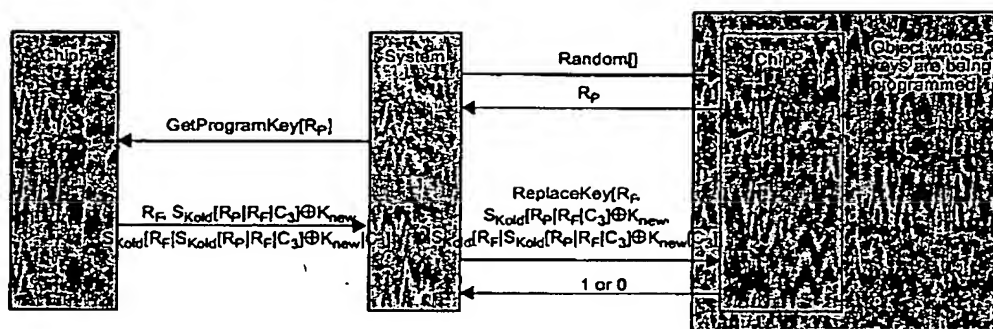 ChipF
System
ChipP
Object whose
keys are being
programmed
Random[]
R_P
GetProgramKey[R_P]
R_F, S_Kold[R_P|R_F|C_3]⊕K_new,
S_Kold[R_F|S_Kold[R_P|R_F|C_3]⊕K_new|C_3]
ReplaceKey[R_F,
S_Kold[R_P|R_F|C_3]⊕K_new,
S_Kold[R_F|S_Kold[R_P|R_F|C_3]⊕K_new|C_3]
1 or 0